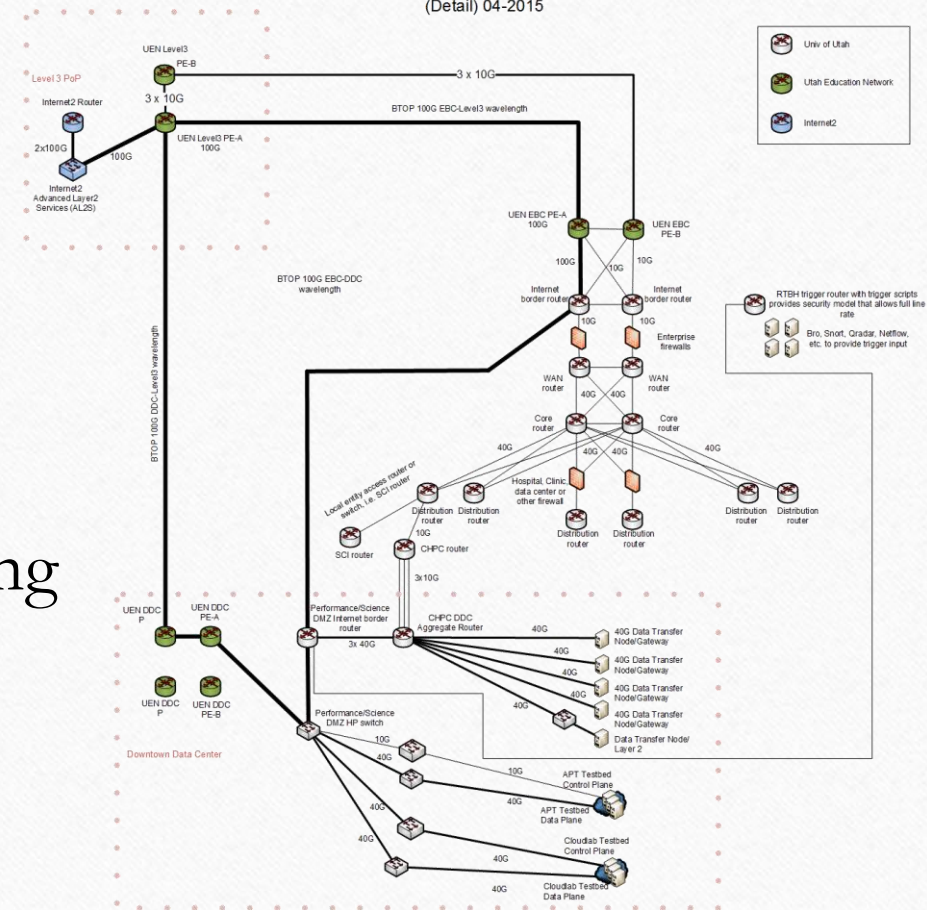 (Detail) 04-2015
Univ of Utah
Utah Education Network
Internet2
UEN Level3
PE-B
Level 3 PoP
3 x 10G
3 x 10G
Internet2 Router
BTOP 100G EBC-Level3 wavelength
UEN Level3 PE-A
100G
2x100G
100G
Internet2
Advanced Layer2
Services (AL2S)
UEN EBC PE-A
100G
UEN EBC
PE-B
100G
10G
10G
BTOP 100G EBC-DDC
wavelength
Internet
border router
Internet
border router
RTBH trigger router with trigger scripts
provides security model that allows full line
rate
10G
10G
Enterprise
firewalls
Bro, Snort, Qradar, Netflow,
etc. to provide trigger input
BTOP 100G DDC-Level3 wavelength
WAN
router
WAN
router
40G
40G
Core
router
Core
router
40G
40G
40G
40G
Local entity access router or
switch, i.e. SCI router
Hospital, Clinic,
data center or
other firewall
Distribution
router
Distribution
router
Distribution
router
Distribution
router
Distribution
router
Distribution
router
10G
SCI router
CHPC router
3x10G
ng
UEN DDC
P
UEN DDC
PE-A
Performance/Science
DMZ Internet border
router
CHPC DDC
Aggregate Router
3x 40G
40G
40G Data Transfer
Node/Gateway
40G
40G Data Transfer
Node/Gateway
40G
40G Data Transfer
Node/Gateway
40G
40G Data Transfer
Node/Gateway
40G
Data Transfer Node/
Layer 2
UEN DDC
P
UEN DDC
PE-B
Performance/Science
DMZ HP switch
Downtown Data Center
10G
40G
10G
APT Testbed
Control Plane
40G
APT Testbed
Data Plane
40G
Cloudlab Testbed
Control Plane
40G
40G
40G
Cloudlab Testbed
Data Plane